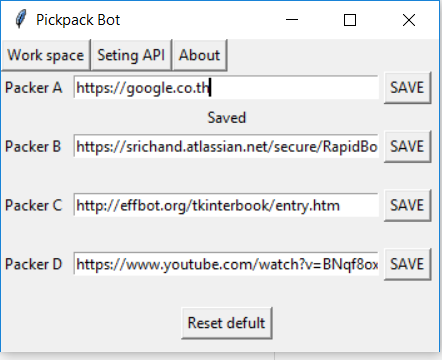 Pickpack Bot
Work space Seting API About
Packer A https://google.co.th SAVE
Saved
Packer B https://srichand.atlassian.net/secure/RapidBo SAVE
Packer C http://effbot.org/tkinterbook/entry.htm SAVE
Packer D https://www.youtube.com/watch?v=BNqf8ox SAVE
Reset defult